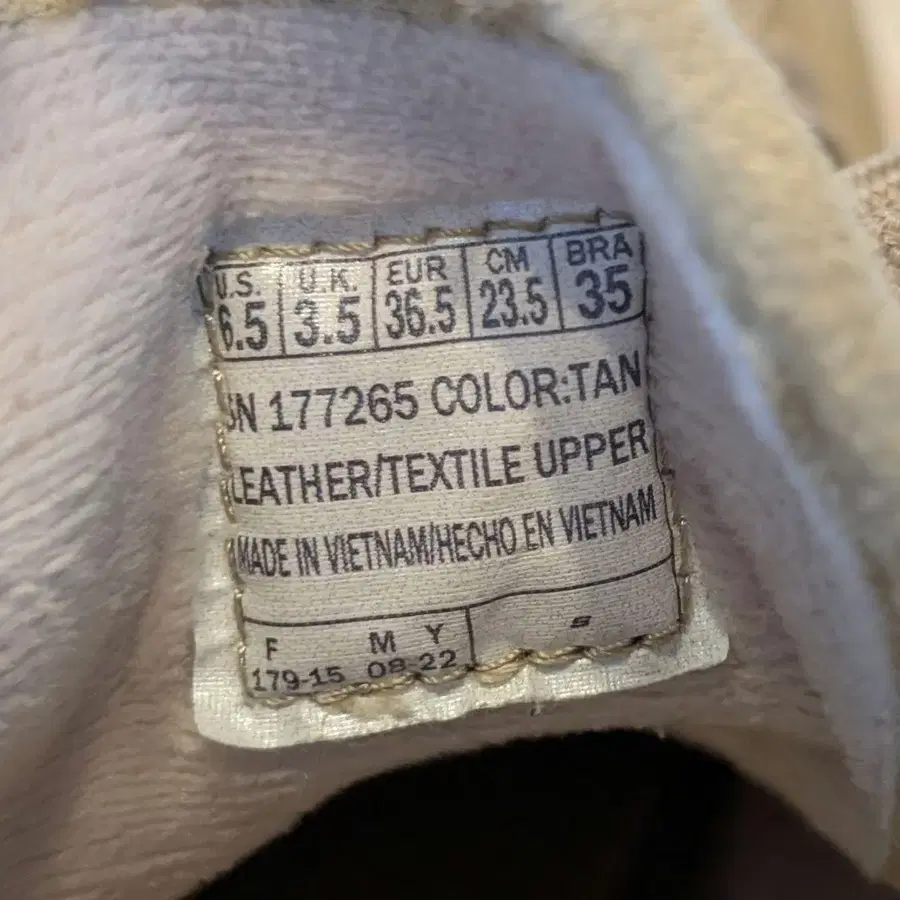 U.S. U.K. EUR CM BRA
6.5 3.5 36.5 23.5 35
SN 177265 COLOR:TAN
LEATHER/TEXTILE UPPER
MADE IN VIETNAM/HECHO EN VIETNAM
F M Y S
179-15 08-22